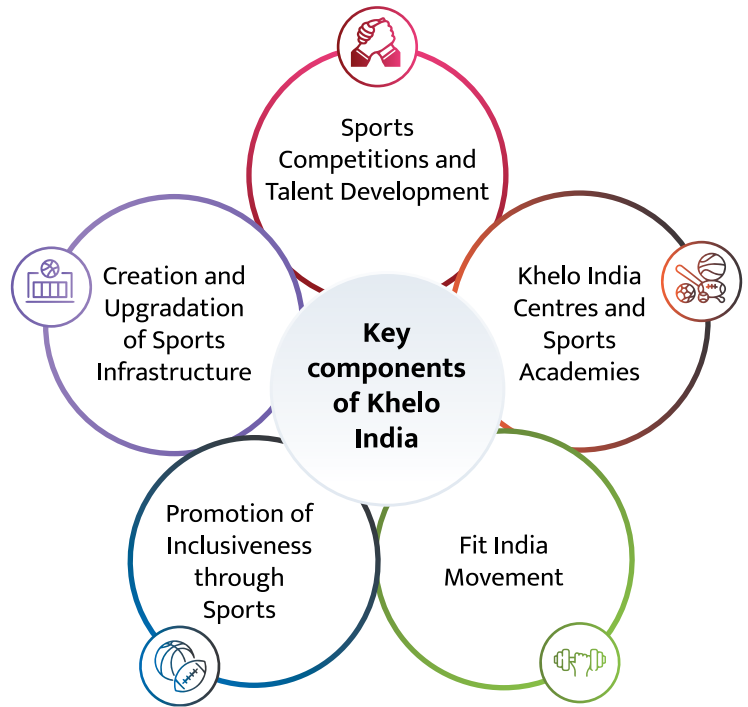 Sports
Competitions and
Talent Development
Creation and
Upgradation
of Sports
Infrastructure
Key
components
of Khelo
India
Khelo India
Centres and
Sports
Academies
Promotion of
Inclusiveness
through
Sports
Fit India
Movement